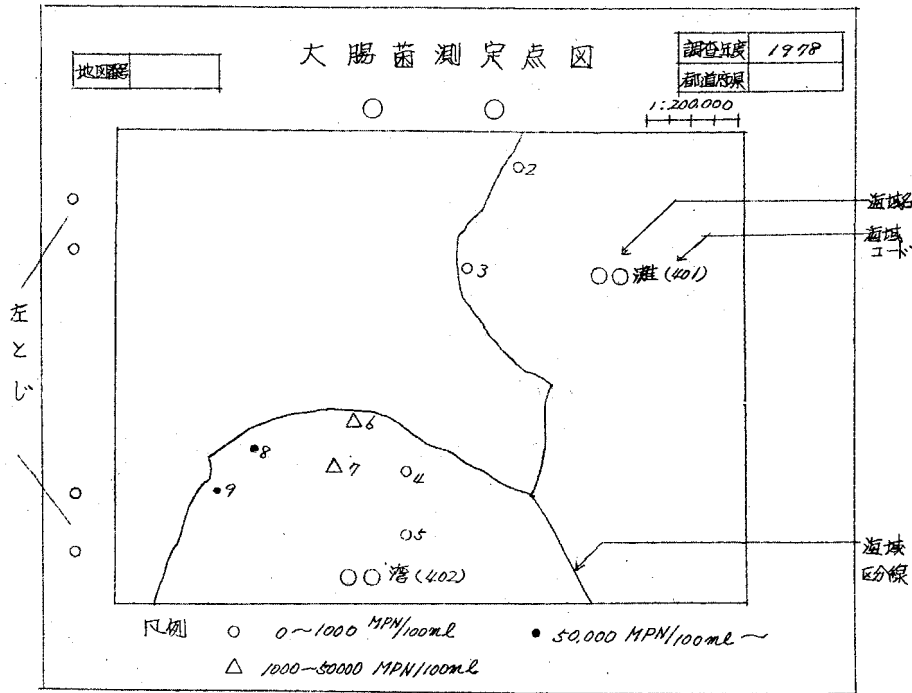 大腸菌測定点図
地図番号
調査年度 1978
都道府県
○ ○
1:200,000
○2
海域名
海域コード
○3
○○灘(401)
左とじ
△6
●8
△7
○4
●9
○5
○○湾(402)
海域区分線
凡例 ○ 0~1000 MPN/100ml ● 50,000 MPN/100ml~
△ 1000~50000 MPN/100ml